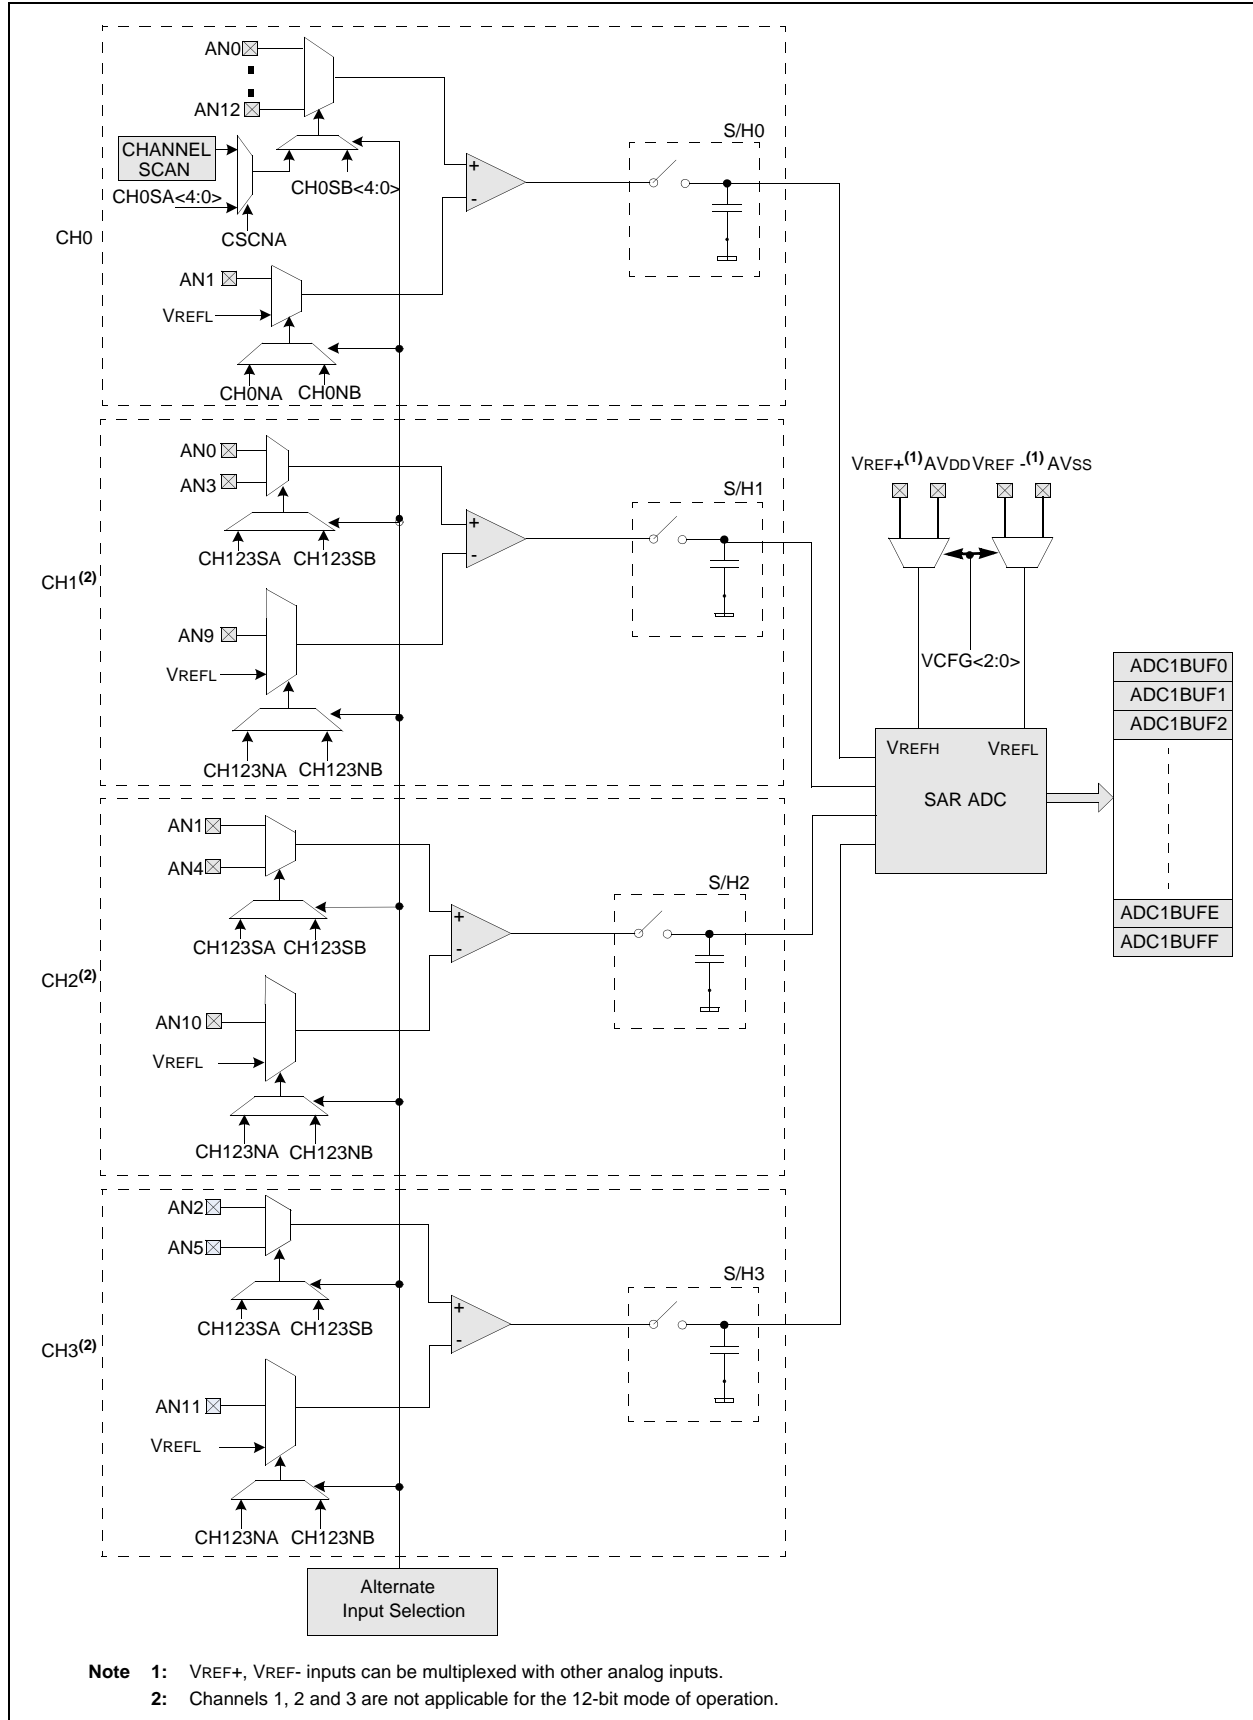 AN0
AN12
CHANNEL
SCAN
CH0SA<4:0>
CH0SB<4:0>
CSCNA
+
-
S/H0
CH0
AN1
VREFL
CH0NA CH0NB
AN0
AN3
CH123SA CH123SB
+
-
S/H1
CH1(2)
AN9
VREFL
CH123NA CH123NB
VREF+(1) AVDD VREF -(1) AVSS
VCFG<2:0>
VREFH VREFL
SAR ADC
ADC1BUF0
ADC1BUF1
ADC1BUF2
ADC1BUFE
ADC1BUFF
AN1
AN4
CH123SA CH123SB
+
-
S/H2
CH2(2)
AN10
VREFL
CH123NA CH123NB
AN2
AN5
CH123SA CH123SB
+
-
S/H3
CH3(2)
AN11
VREFL
CH123NA CH123NB
Alternate
Input Selection
Note 1: VREF+, VREF- inputs can be multiplexed with other analog inputs.
2: Channels 1, 2 and 3 are not applicable for the 12-bit mode of operation.